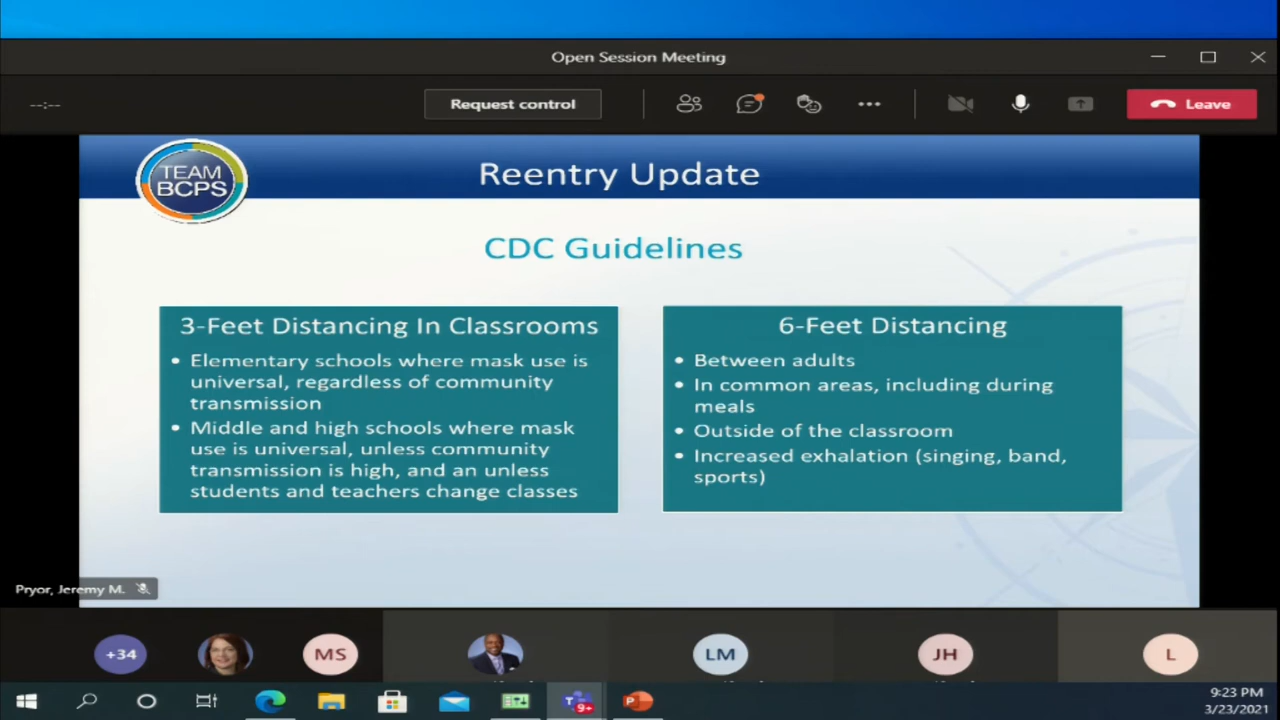 Open Session Meeting
--:--
Request control
Leave
TEAM
BCPS
Reentry Update
CDC Guidelines
3-Feet Distancing In Classrooms
• Elementary schools where mask use is
universal, regardless of community
transmission
• Middle and high schools where mask
use is universal, unless community
transmission is high, and an unless
students and teachers change classes
6-Feet Distancing
• Between adults
• In common areas, including during
meals
• Outside of the classroom
• Increased exhalation (singing, band,
sports)
Pryor, Jeremy M.
+34
MS
LM
JH
L
9+
9:23 PM
3/23/2021